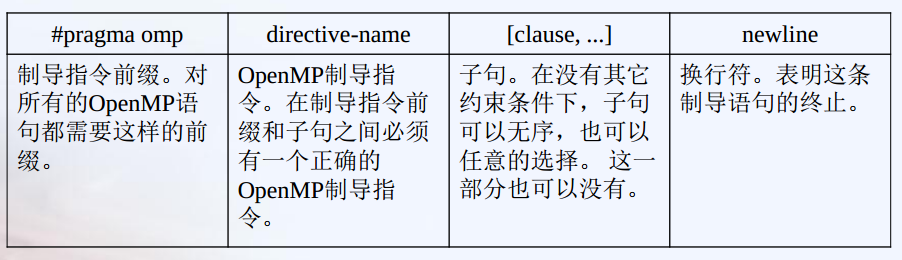 #pragma omp
directive-name
[clause, ...]
newline
制导指令前缀。对
所有的OpenMP语
句都需要这样的前
缀。
OpenMP制导指
令。在制导指令前
缀和子句之间必须
有一个正确的
OpenMP制导指
令。
子句。在没有其它
约束条件下，子句
可以无序，也可以
任意的选择。 这一
部分也可以没有。
换行符。表明这条
制导语句的终止。